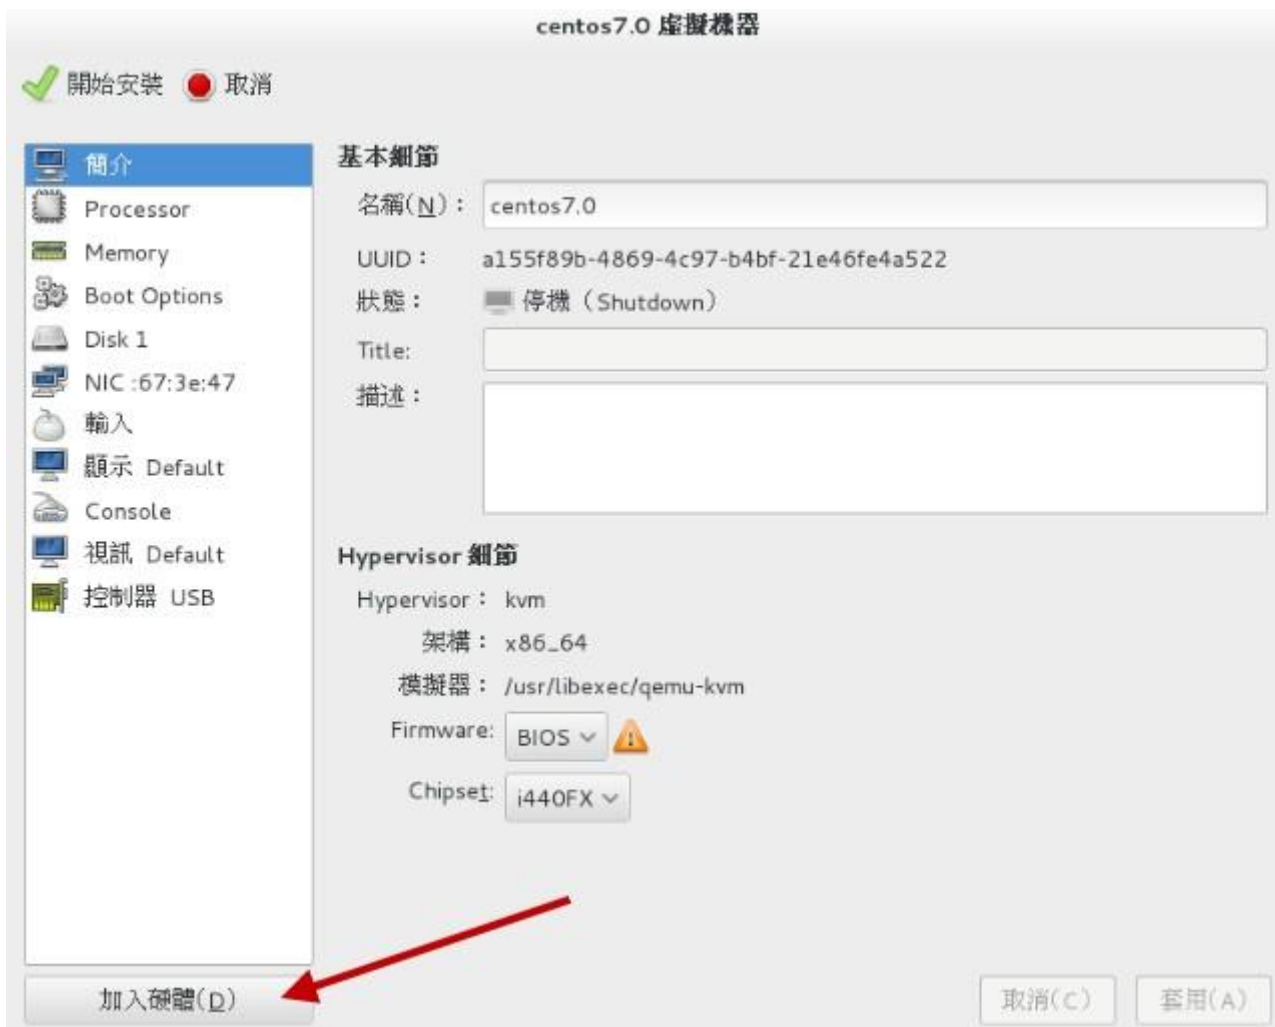 centos7.0 虛擬機器
開始安裝 取消
簡介
Processor
Memory
Boot Options
Disk 1
NIC :67:3e:47
輸入
顯示 Default
Console
視訊 Default
控制器 USB
加入硬體(D)
基本細節
名稱(N)： centos7.0
UUID： a155f89b-4869-4c97-b4bf-21e46fe4a522
狀態： 停機（Shutdown）
Title:
描述：
Hypervisor 細節
Hypervisor： kvm
架構： x86_64
模擬器： /usr/libexec/qemu-kvm
Firmware: BIOS
Chipset: i440FX
取消(C) 套用(A)